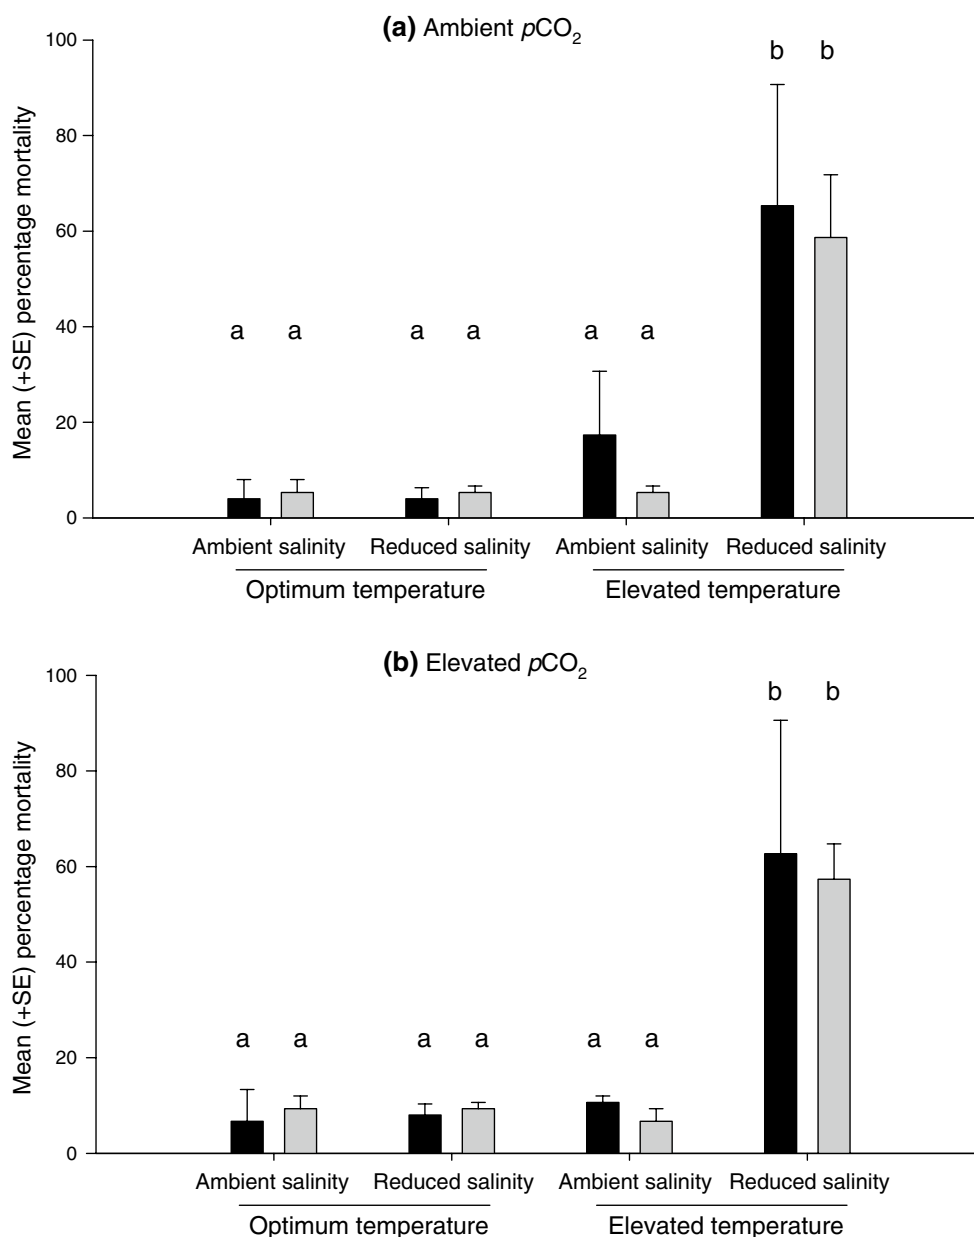 (a) Ambient pCO2
Mean (+SE) percentage mortality
100
80
60
40
20
0
b b
a a a a a a
Ambient salinity Reduced salinity Ambient salinity Reduced salinity
Optimum temperature Elevated temperature
(b) Elevated pCO2
Mean (+SE) percentage mortality
100
80
60
40
20
0
b b
a a a a a a
Ambient salinity Reduced salinity Ambient salinity Reduced salinity
Optimum temperature Elevated temperature